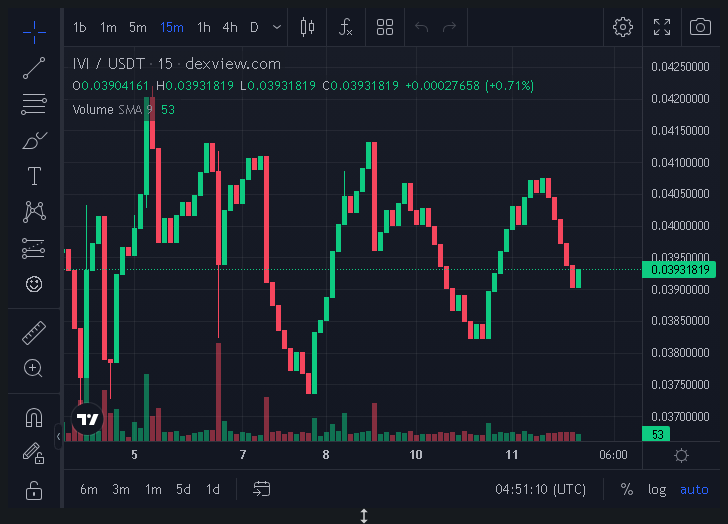 1b 1m 5m 15m 1h 4h D
IVI / USDT · 15 · dexview.com
O0.03904161 H0.03931819 L0.03931819 C0.03931819 +0.00027658 (+0.71%)
Volume SMA 9 53
0.04250000
0.04200000
0.04150000
0.04100000
0.04050000
0.04000000
0.03950000
0.03931819
0.03900000
0.03850000
0.03800000
0.03750000
0.03700000
53
5 7 8 10 11 06:00
6m 3m 1m 5d 1d 04:51:10 (UTC) % log auto